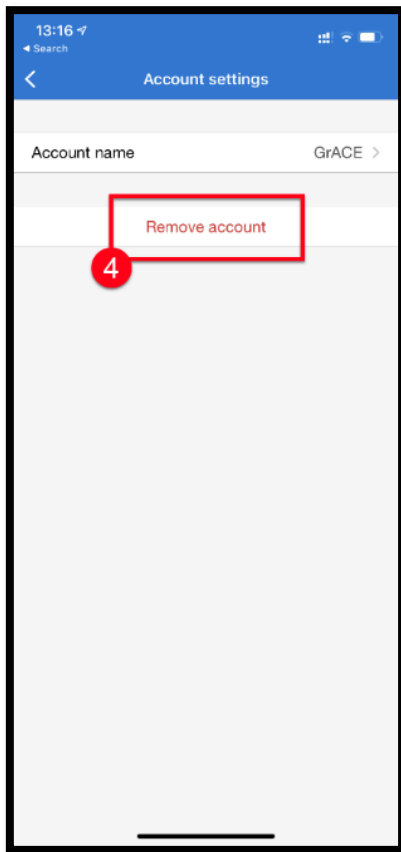 13:16
Search
Account settings
Account name GrACE
Remove account
4